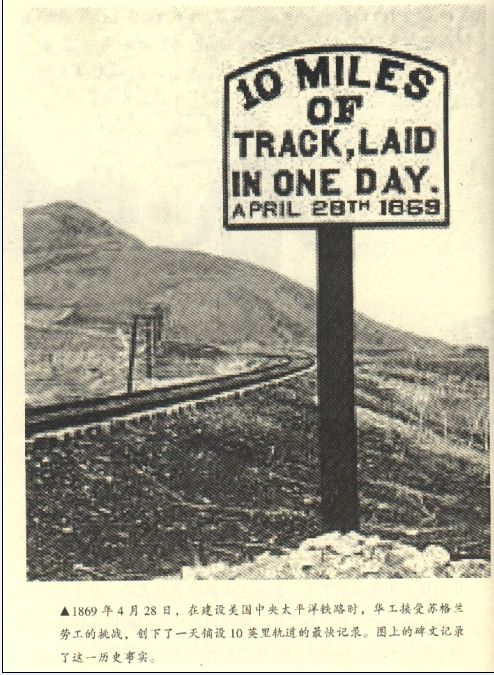 10 MILES
OF
TRACK, LAID
IN ONE DAY.
APRIL 28TH 1869
▲1869 年 4 月 28 日，在建设美国中央太平洋铁路时，华工接受苏格兰
劳工的挑战，创下了一天铺设 10 英里轨道的最快记录。图上的碑文记录
了这一历史事实。